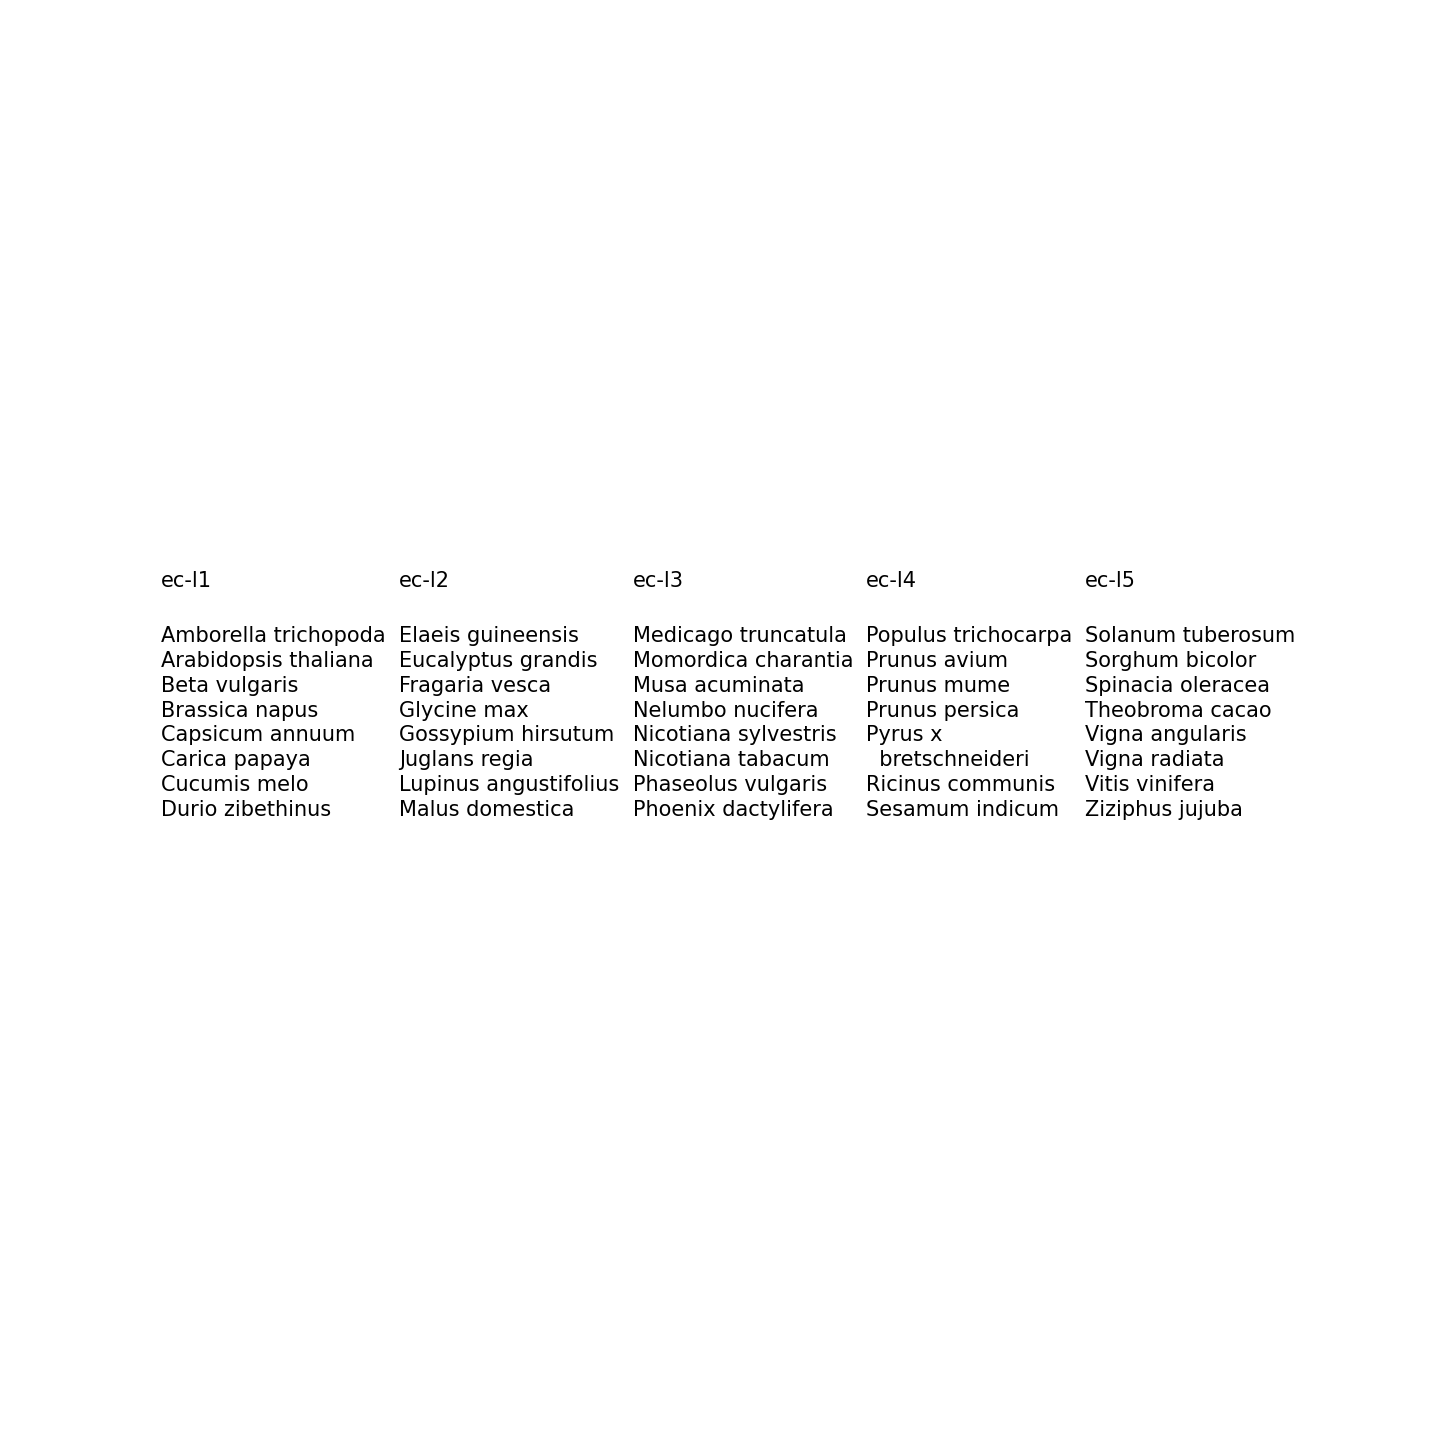 ec-l1
Amborella trichopoda
Arabidopsis thaliana
Beta vulgaris
Brassica napus
Capsicum annuum
Carica papaya
Cucumis melo
Durio zibethinus
ec-l2
Elaeis guineensis
Eucalyptus grandis
Fragaria vesca
Glycine max
Gossypium hirsutum
Juglans regia
Lupinus angustifolius
Malus domestica
ec-l3
Medicago truncatula
Momordica charantia
Musa acuminata
Nelumbo nucifera
Nicotiana sylvestris
Nicotiana tabacum
Phaseolus vulgaris
Phoenix dactylifera
ec-l4
Populus trichocarpa
Prunus avium
Prunus mume
Prunus persica
Pyrus x
bretschneideri
Ricinus communis
Sesamum indicum
ec-l5
Solanum tuberosum
Sorghum bicolor
Spinacia oleracea
Theobroma cacao
Vigna angularis
Vigna radiata
Vitis vinifera
Ziziphus jujuba